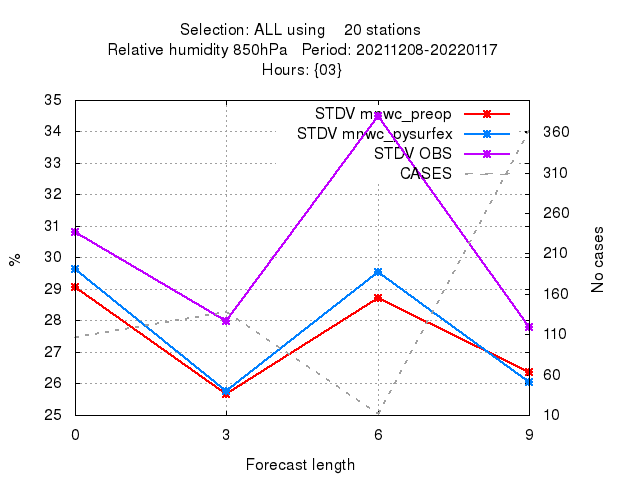 Selection: ALL using 20 stations
Relative humidity 850hPa Period: 20211208-20220117
Hours: {03}
STDV mnwc_preop
STDV mnwc_pysurfex
STDV OBS
CASES
35
34
33
32
31
30
29
28
27
26
25
%
360
310
260
210
160
110
60
10
No cases
0 3 6 9
Forecast length